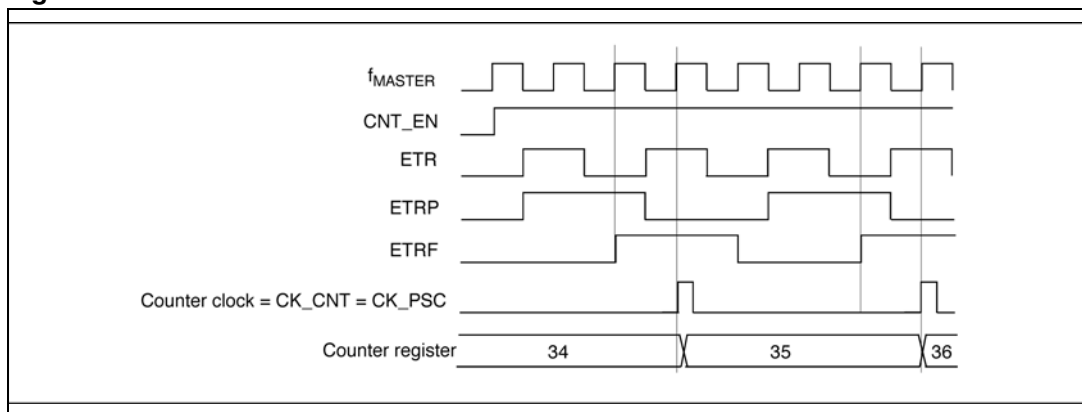 fMASTER
CNT_EN
ETR
ETRP
ETRF
Counter clock = CK_CNT = CK_PSC
Counter register 34 35 36